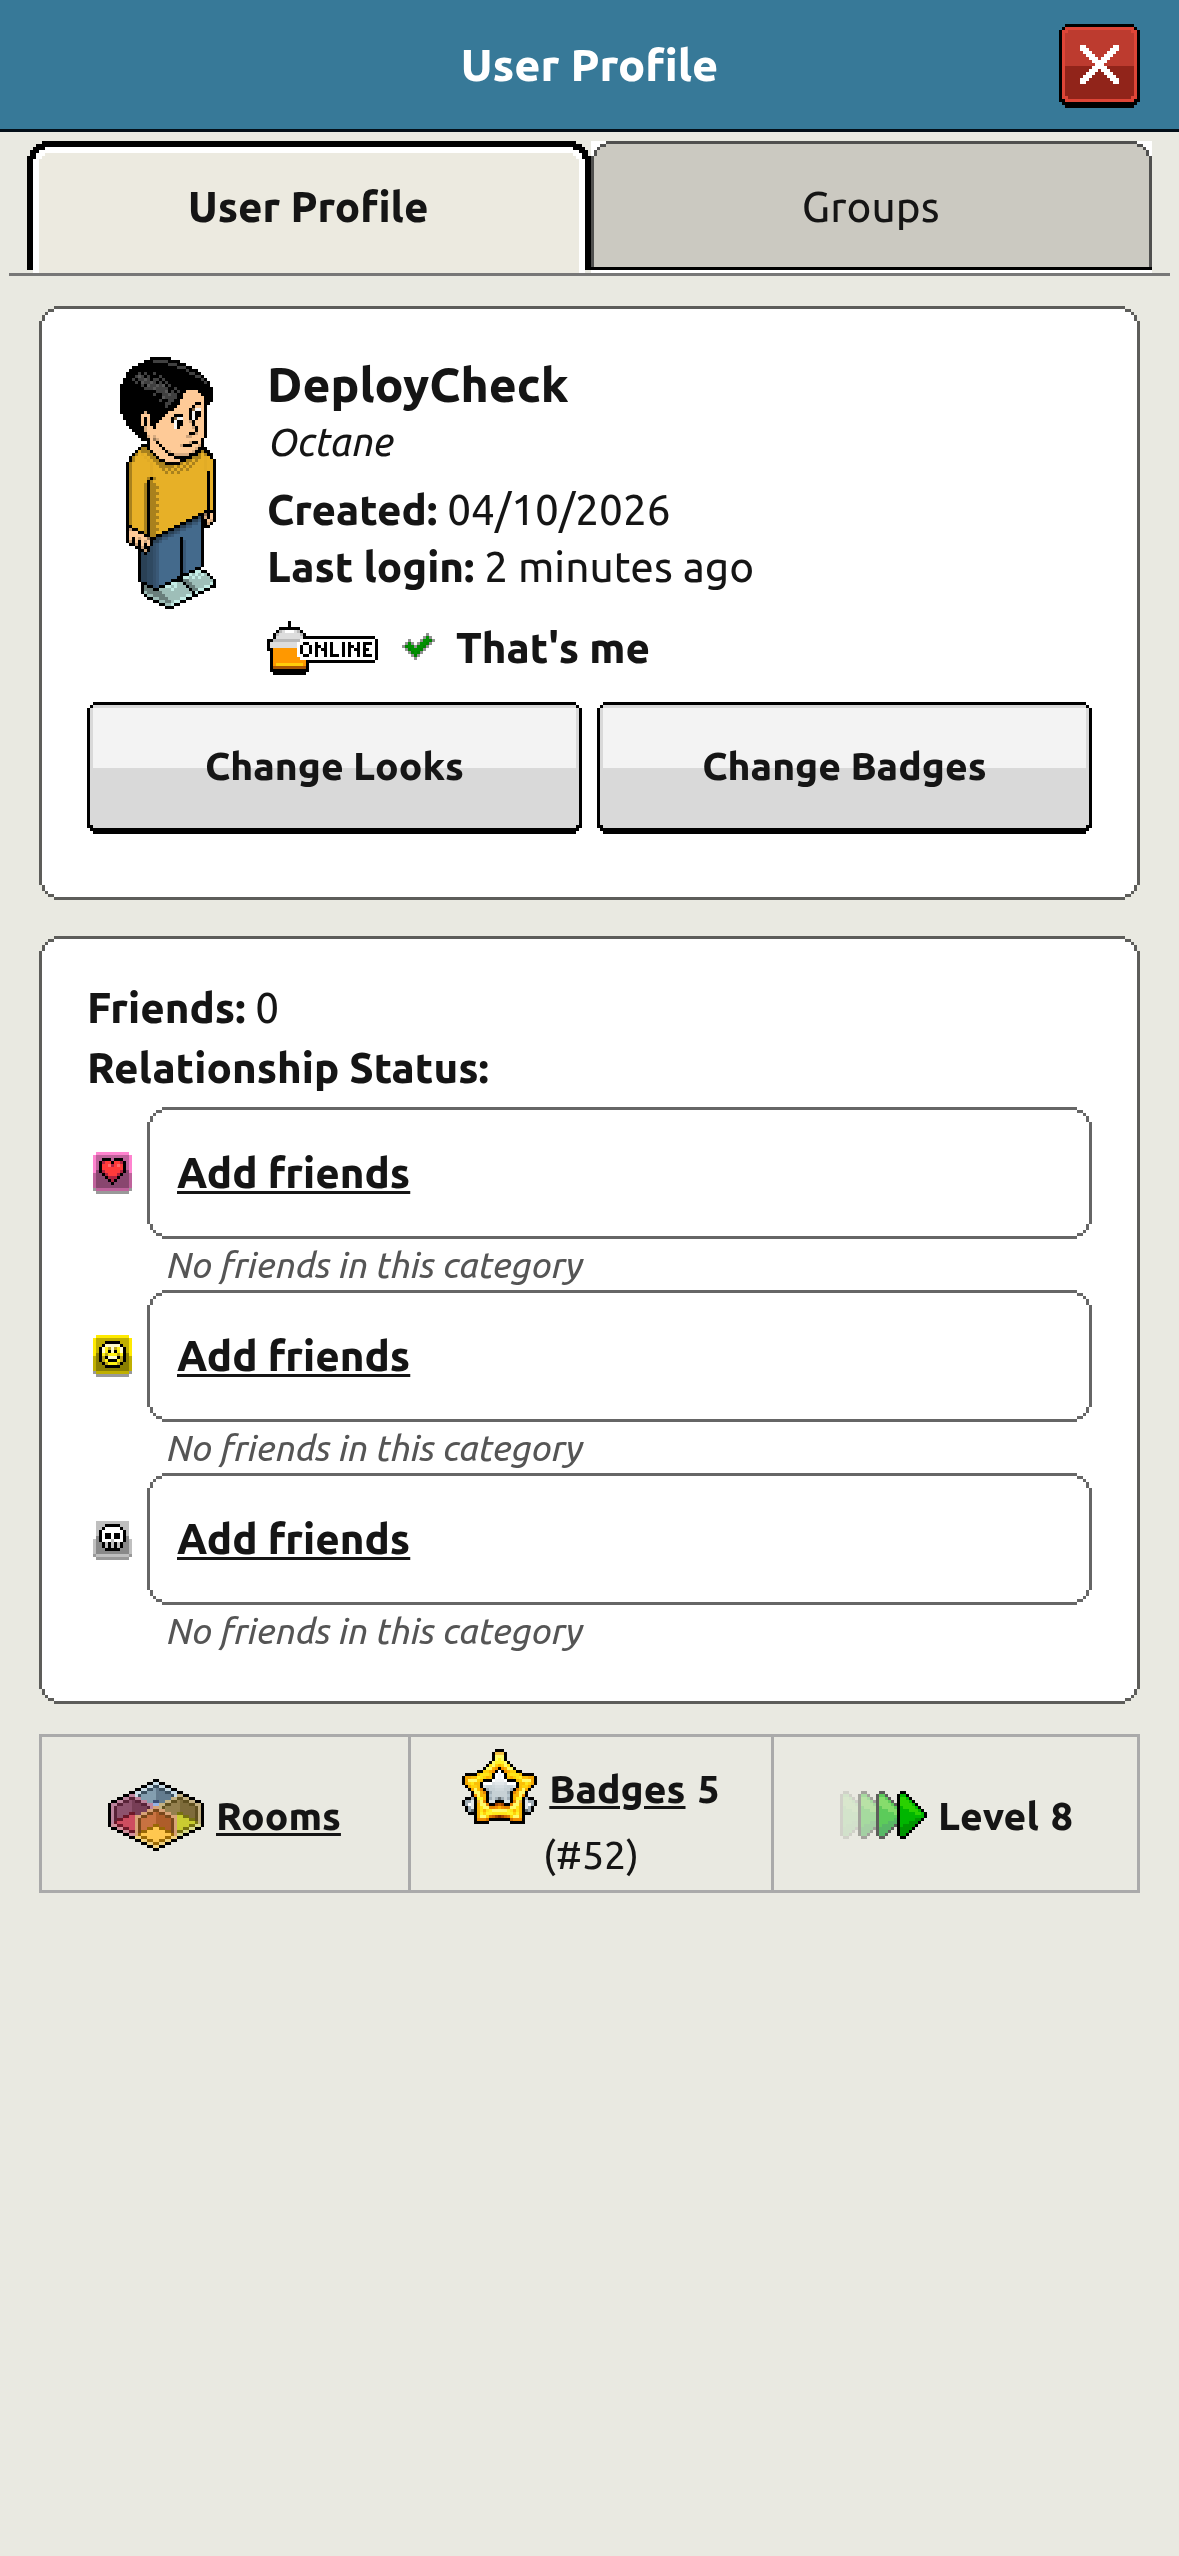 User Profile
User Profile
Groups
DeployCheck
Octane
Created: 04/10/2026
Last login: 2 minutes ago
ONLINE
That's me
Change Looks
Change Badges
Friends: 0
Relationship Status:
Add friends
No friends in this category
Add friends
No friends in this category
Add friends
No friends in this category
Rooms
Badges 5
(#52)
Level 8